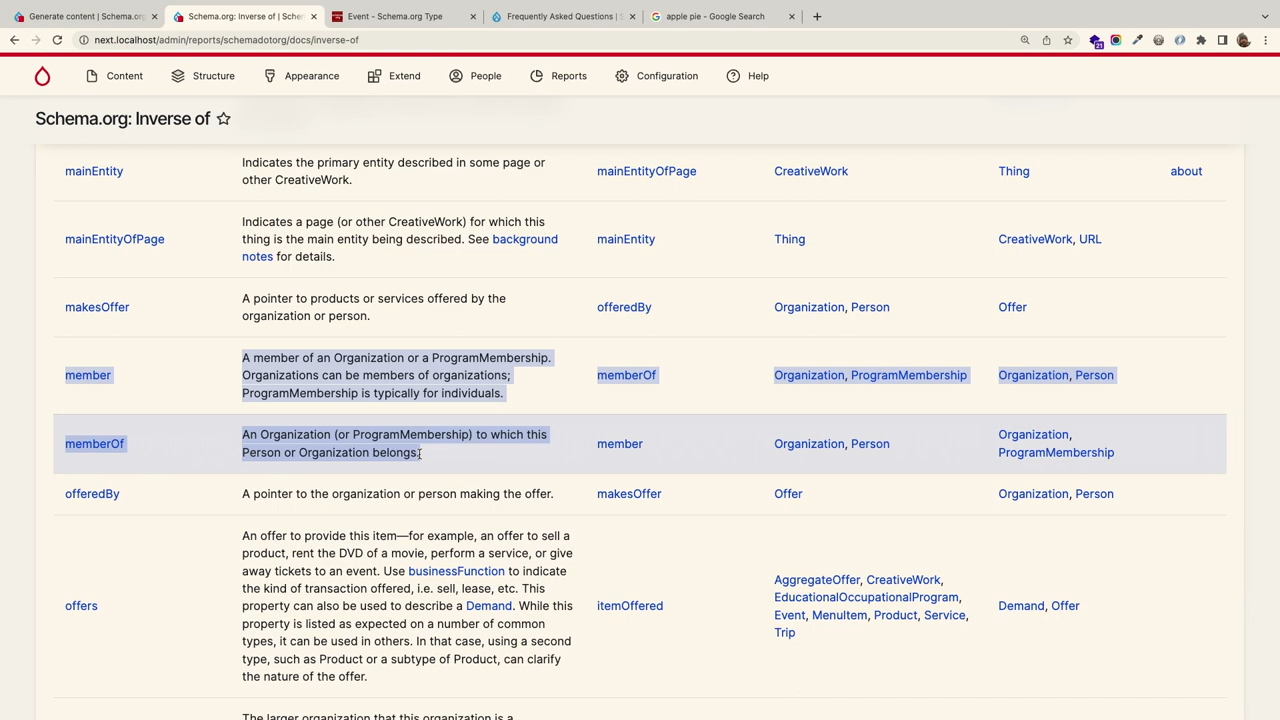 Generate content | Schema.org
Schema.org: Inverse of | Schem
Event - Schema.org Type
Frequently Asked Questions | S
apple pie - Google Search
next.localhost/admin/reports/schemadotorg/docs/inverse-of
21
Content
Structure
Appearance
Extend
People
Reports
Configuration
Help
Schema.org: Inverse of
mainEntity
Indicates the primary entity described in some page or
other CreativeWork.
mainEntityOfPage
CreativeWork
Thing
about
mainEntityOfPage
Indicates a page (or other CreativeWork) for which this
thing is the main entity being described. See background
notes for details.
mainEntity
Thing
CreativeWork, URL
makesOffer
A pointer to products or services offered by the
organization or person.
offeredBy
Organization, Person
Offer
member
A member of an Organization or a ProgramMembership.
Organizations can be members of organizations;
ProgramMembership is typically for individuals.
memberOf
Organization, ProgramMembership
Organization, Person
memberOf
An Organization (or ProgramMembership) to which this
Person or Organization belongs.
member
Organization, Person
Organization,
ProgramMembership
offeredBy
A pointer to the organization or person making the offer.
makesOffer
Offer
Organization, Person
offers
An offer to provide this item—for example, an offer to sell a
product, rent the DVD of a movie, perform a service, or give
away tickets to an event. Use businessFunction to indicate
the kind of transaction offered, i.e. sell, lease, etc. This
property can also be used to describe a Demand. While this
property is listed as expected on a number of common
types, it can be used in others. In that case, using a second
type, such as Product or a subtype of Product, can clarify
the nature of the offer.
itemOffered
AggregateOffer, CreativeWork,
EducationalOccupationalProgram,
Event, MenuItem, Product, Service,
Trip
Demand, Offer
The larger organization that this organization is a